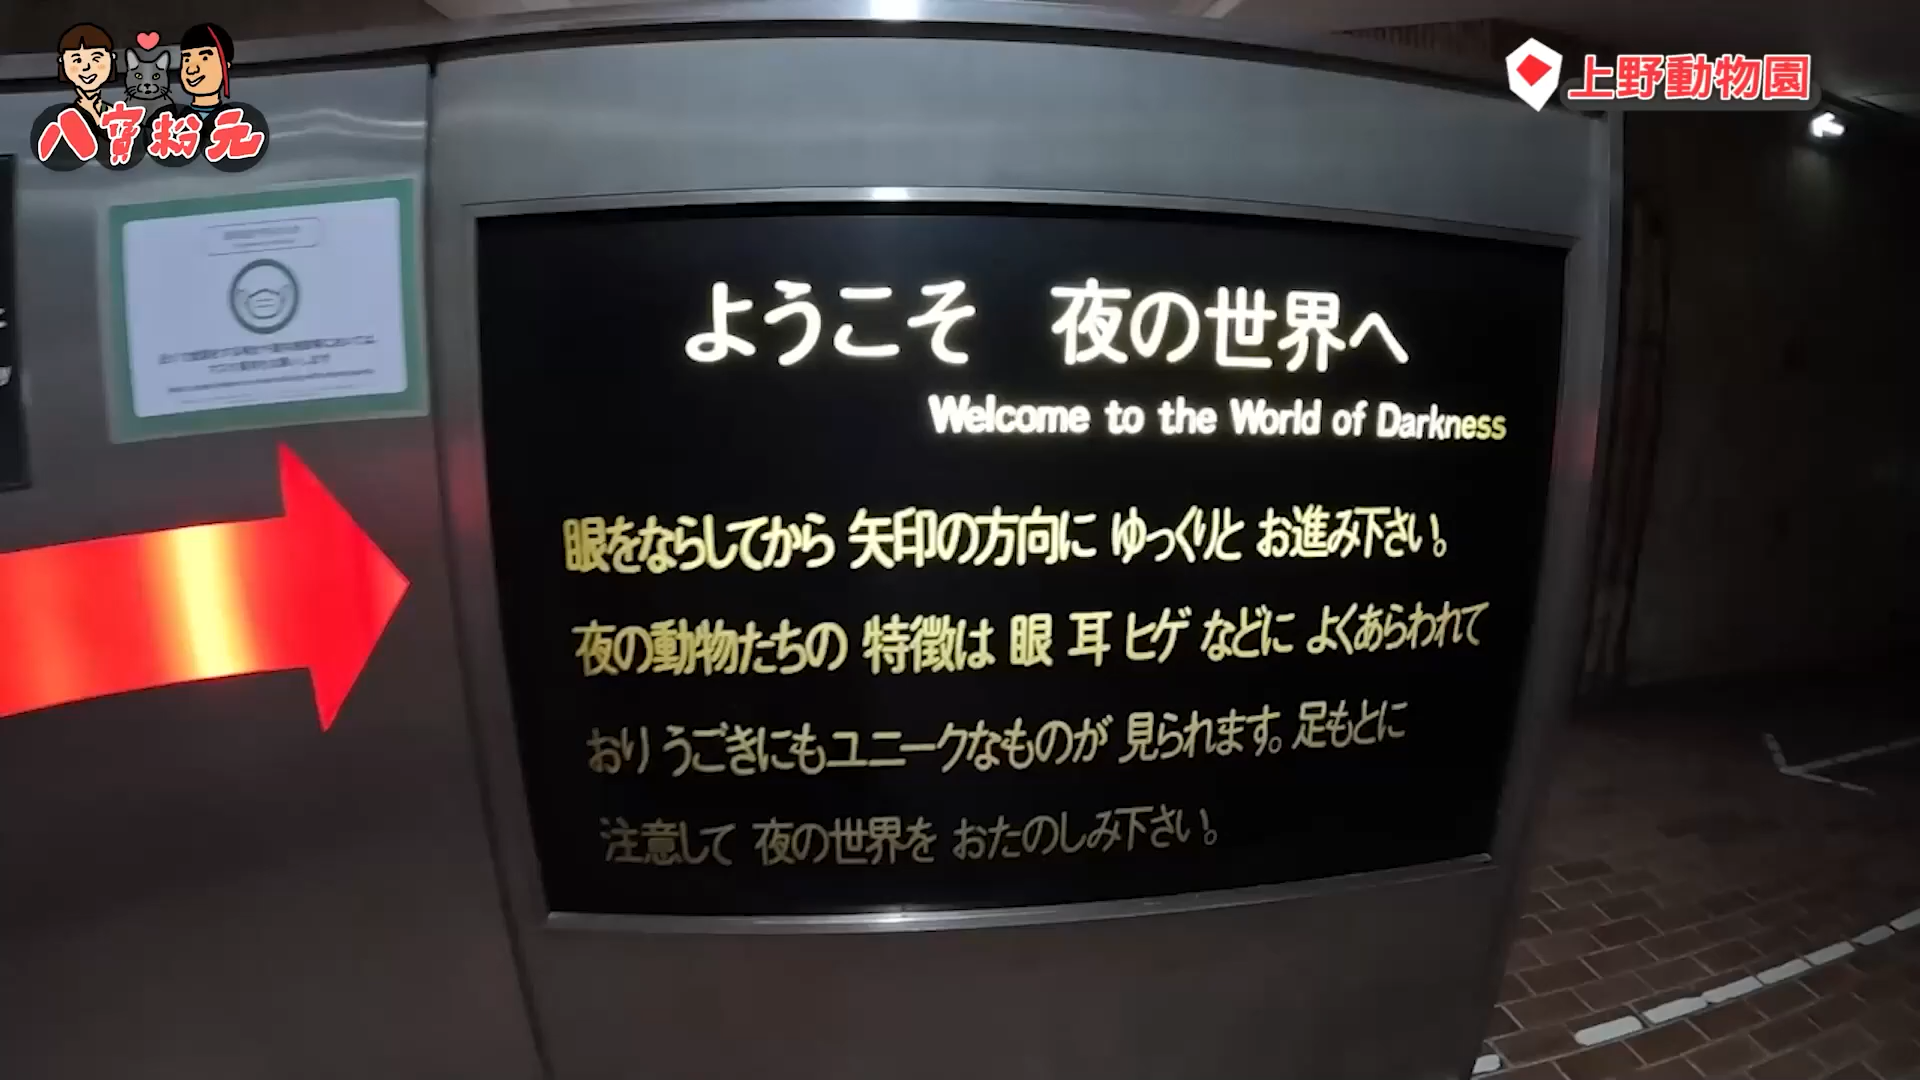 八寶粉元
上野動物園
ようこそ 夜の世界へ
Welcome to the World of Darkness
眼をならしてから 矢印の方向に ゆっくりと お進み下さい。
夜の動物たちの 特徴は 眼 耳 ヒゲ などに よくあらわれて
おり うごきにもユニークなものが 見られます。足もとに
注意して 夜の世界を おたのしみ下さい。